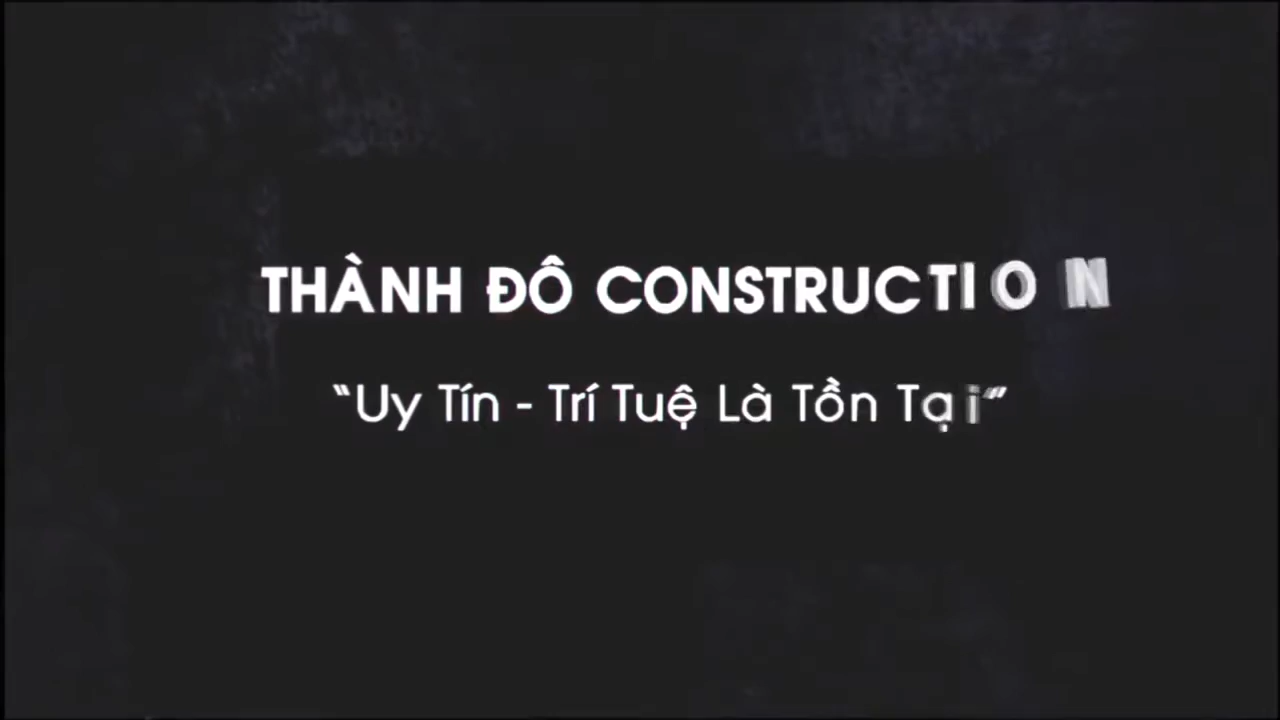 THÀNH ĐÔ CONSTRUCTION
“Uy Tín - Trí Tuệ Là Tồn Tại”